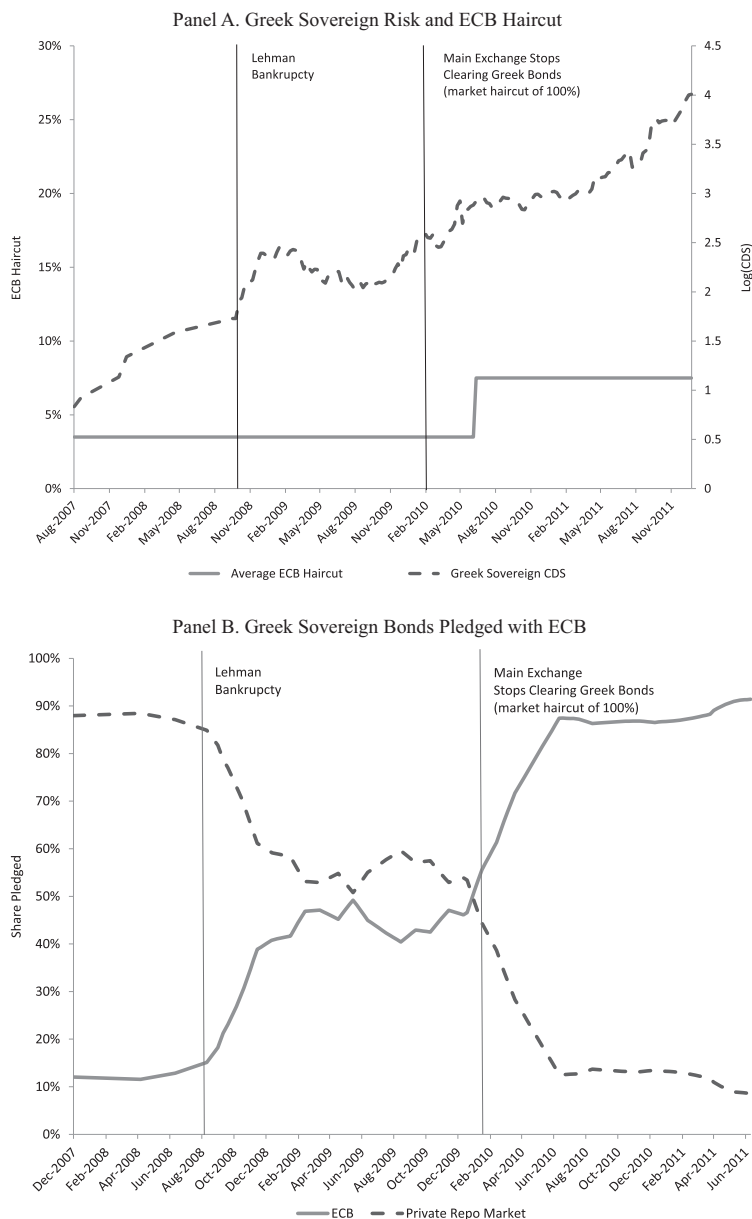 Panel A. Greek Sovereign Risk and ECB Haircut
30%
25%
20%
15%
10%
5%
0%
ECB Haircut
Lehman
Bankrupcty
Main Exchange Stops
Clearing Greek Bonds
(market haircut of 100%)
4.5
4
3.5
3
2.5
2
1.5
1
0.5
0
Log(CDS)
Aug-2007
Nov-2007
Feb-2008
May-2008
Aug-2008
Nov-2008
Feb-2009
May-2009
Aug-2009
Nov-2009
Feb-2010
May-2010
Aug-2010
Nov-2010
Feb-2011
May-2011
Aug-2011
Nov-2011
Average ECB Haircut
Greek Sovereign CDS
Panel B. Greek Sovereign Bonds Pledged with ECB
100%
90%
80%
70%
60%
50%
40%
30%
20%
10%
0%
Share Pledged
Lehman
Bankrupcty
Main Exchange
Stops Clearing Greek Bonds
(market haircut of 100%)
Dec-2007
Feb-2008
Apr-2008
Jun-2008
Aug-2008
Oct-2008
Dec-2008
Feb-2009
Apr-2009
Jun-2009
Aug-2009
Oct-2009
Dec-2009
Feb-2010
Apr-2010
Jun-2010
Aug-2010
Oct-2010
Dec-2010
Feb-2011
Apr-2011
Jun-2011
ECB
Private Repo Market